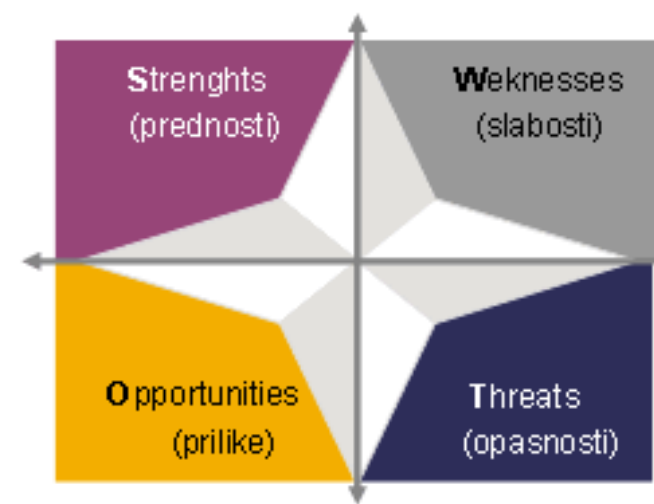 Strenghts
(prednosti)
Weknesses
(slabosti)
Opportunities
(prilike)
Threats
(opasnosti)